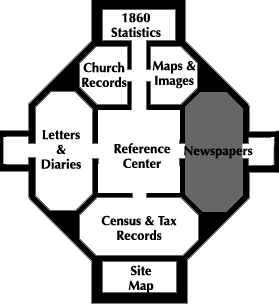 1860
Statistics
Church
Records
Maps &
Images
Letters
&
Diaries
Reference
Center
Newspapers
Census & Tax
Records
Site
Map